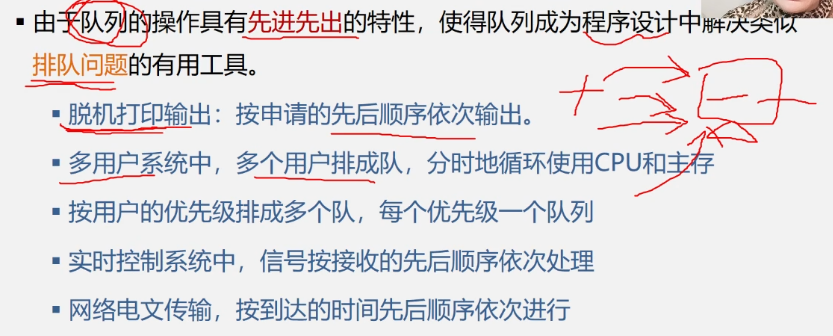 ▪ 由于队列的操作具有先进先出的特性，使得队列成为程序设计中解决类似
排队问题的有用工具。
▪ 脱机打印输出：按申请的先后顺序依次输出。
▪ 多用户系统中，多个用户排成队，分时地循环使用CPU和主存
▪ 按用户的优先级排成多个队，每个优先级一个队列
▪ 实时控制系统中，信号按接收的先后顺序依次处理
▪ 网络电文传输，按到达的时间先后顺序依次进行